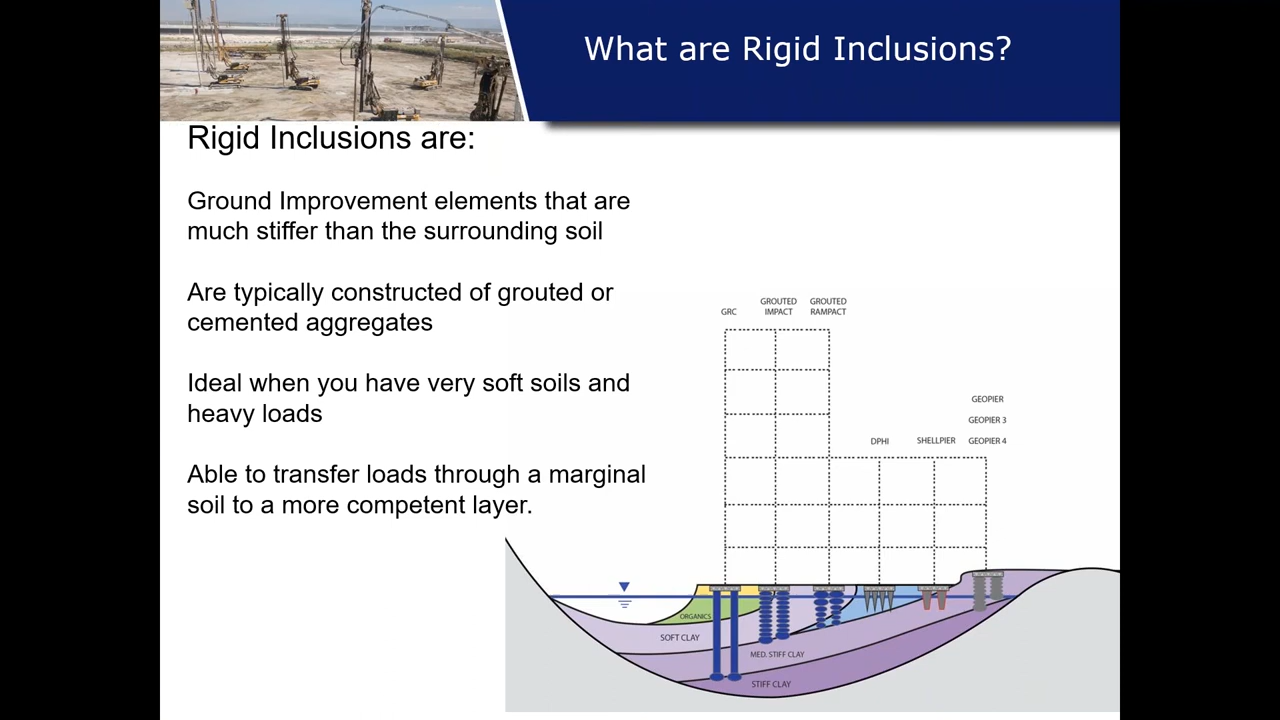 What are Rigid Inclusions?
Rigid Inclusions are:
Ground Improvement elements that are
much stiffer than the surrounding soil
Are typically constructed of grouted or
cemented aggregates
Ideal when you have very soft soils and
heavy loads
Able to transfer loads through a marginal
soil to a more competent layer.
GRC
GROUTED
IMPACT
GROUTED
RAMPACT
DPHI
SHELLPIER
GEOPIER
GEOPIER 3
GEOPIER 4
ORGANICS
SOFT CLAY
MED. STIFF CLAY
STIFF CLAY